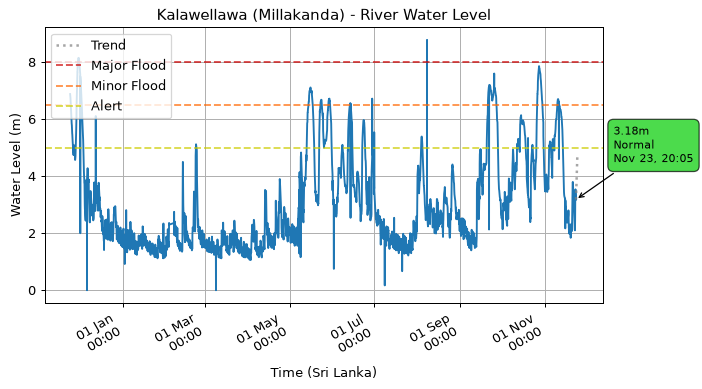 Kalawellawa (Millakanda) - River Water Level
Trend
Major Flood
Minor Flood
Alert
Water Level (m)
8
6
4
2
0
3.18m
Normal
Nov 23, 20:05
01 Jan
00:00
01 Mar
00:00
01 May
00:00
01 Jul
00:00
01 Sep
00:00
01 Nov
00:00
Time (Sri Lanka)